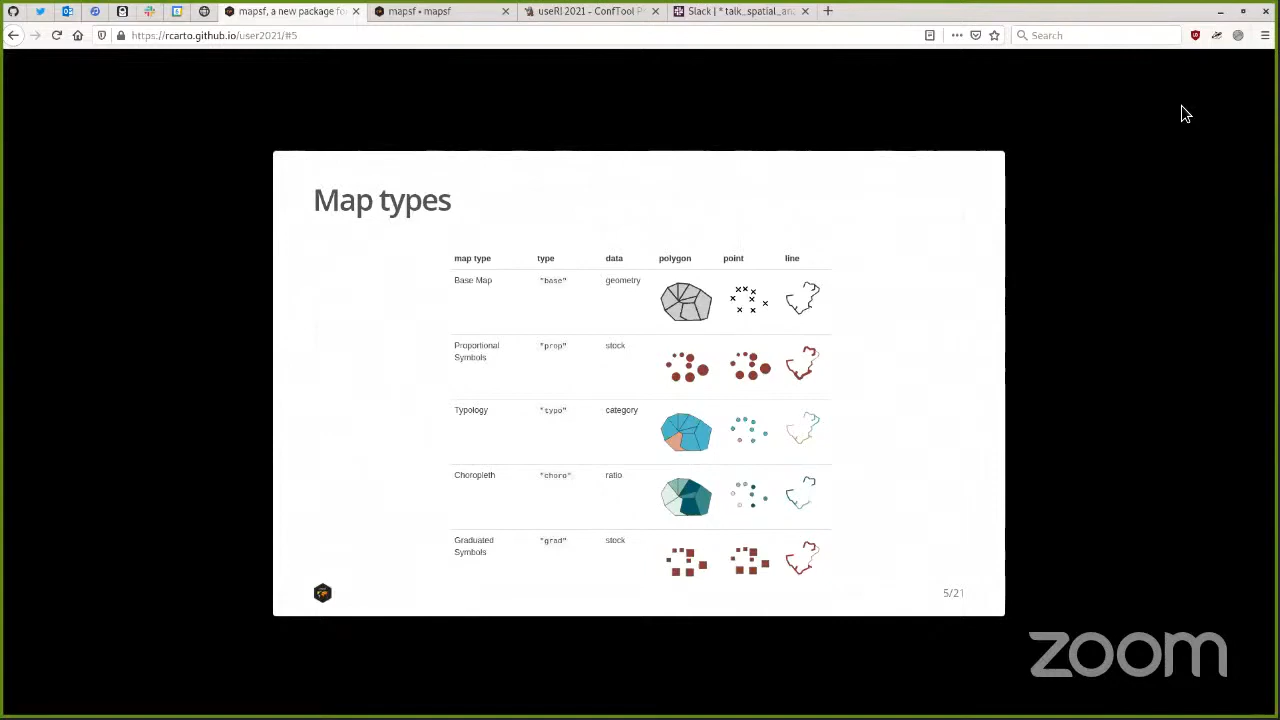 mapsf, a new package for
mapsf • mapsf
useR! 2021 - ConfTool P
Slack | * talk_spatial_an
https://rcarto.github.io/user2021/#5
Search
Map types
map type type data polygon point line
Base Map "base" geometry
Proportional Symbols "prop" stock
Typology "typo" category
Choropleth "choro" ratio
Graduated Symbols "grad" stock
5/21
zoom